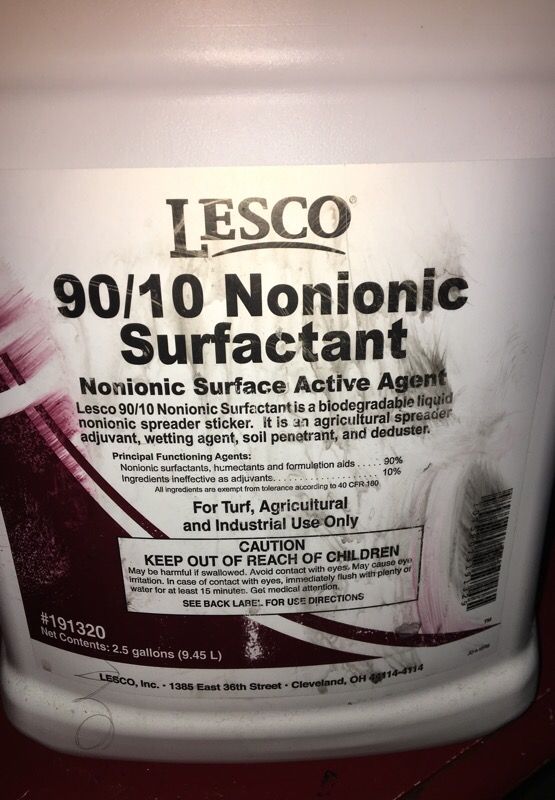 LESCO®
90/10 Nonionic
Surfactant
Nonionic Surface Active Agent
Lesco 90/10 Nonionic Surfactant is a biodegradable liquid
nonionic spreader sticker. It is an agricultural spreader
adjuvant, wetting agent, soil penetrant, and deduster.
Principal Functioning Agents:
Nonionic surfactants, humectants and formulation aids ..... 90%
Ingredients ineffective as adjuvants....................... 10%
All ingredients are exempt from tolerance according to 40 CFR 180
For Turf, Agricultural
and Industrial Use Only
CAUTION
KEEP OUT OF REACH OF CHILDREN
May be harmful if swallowed. Avoid contact with eyes. May cause eye
irritation. In case of contact with eyes, immediately flush with plenty of
water for at least 15 minutes. Get medical attention.
SEE BACK LABEL FOR USE DIRECTIONS
#191320
Net Contents: 2.5 gallons (9.45 L)
TM
LESCO, Inc. • 1385 East 36th Street • Cleveland, OH 44114-4114